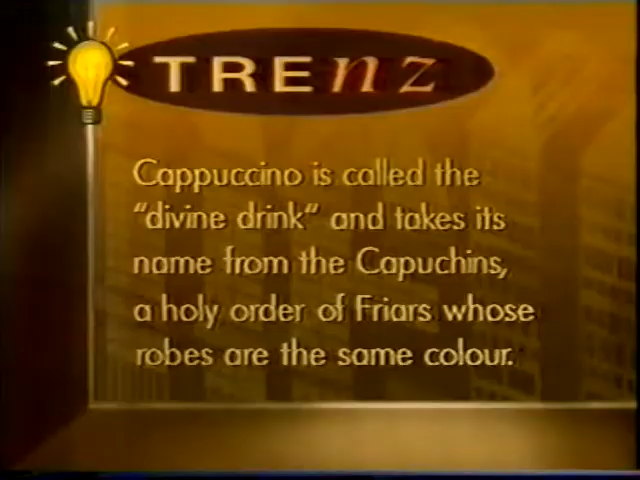 TRENZ
Cappuccino is called the
"divine drink" and takes its
name from the Capuchins,
a holy order of Friars whose
robes are the same colour.